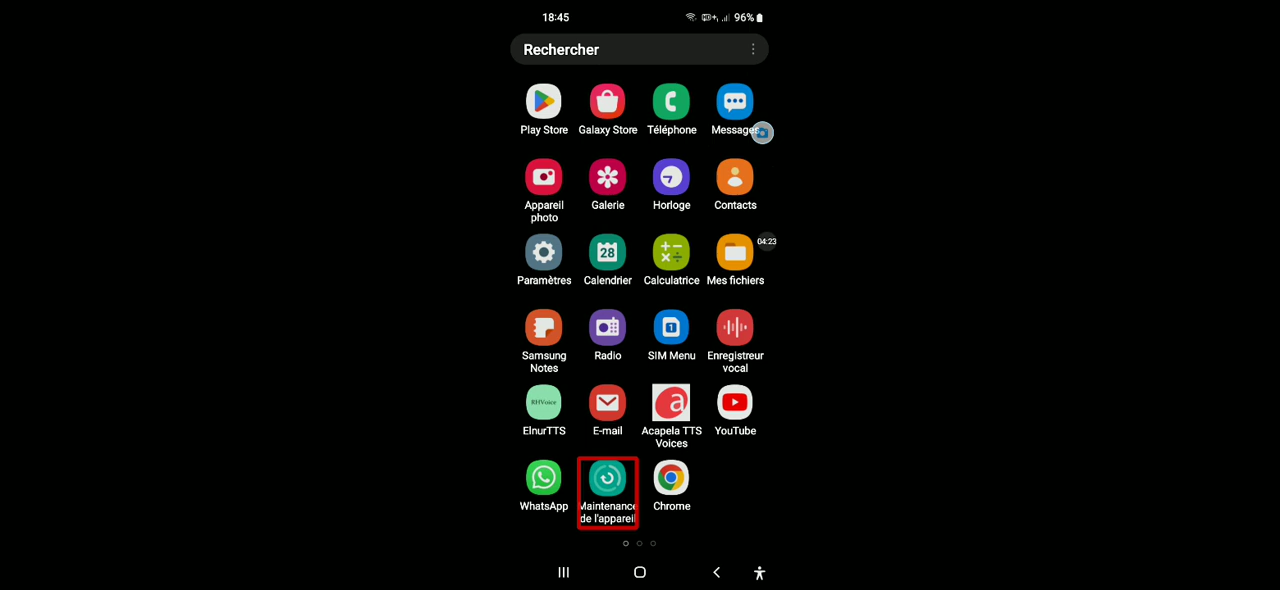 18:45
96%
Rechercher
Play Store
Galaxy Store
Téléphone
Messages
Appareil
photo
Galerie
Horloge
Contacts
04:23
28
Paramètres
Calendrier
Calculatrice
Mes fichiers
1
Samsung
Notes
Radio
SIM Menu
Enregistreur
vocal
RHVoice
a
ElnurTTS
E-mail
Acapela TTS
Voices
YouTube
WhatsApp
Maintenance
de l'appareil
Chrome